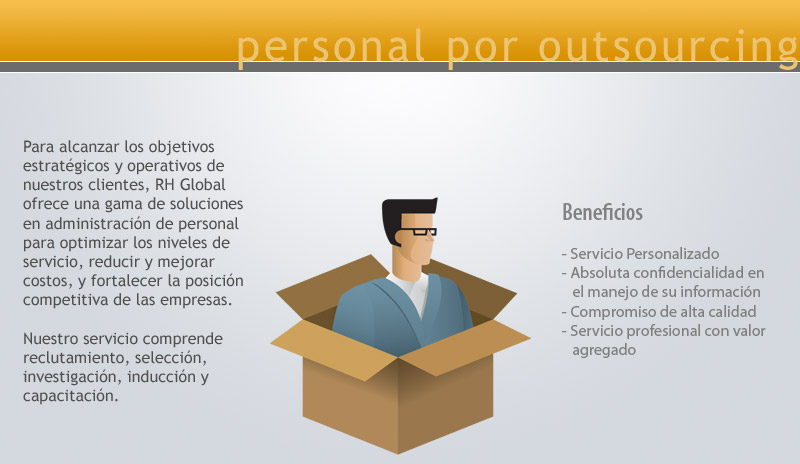 personal por outsourcing
Para alcanzar los objetivos
estratégicos y operativos de
nuestros clientes, RH Global
ofrece una gama de soluciones
en administración de personal
para optimizar los niveles de
servicio, reducir y mejorar
costos, y fortalecer la posición
competitiva de las empresas.
Nuestro servicio comprende
reclutamiento, selección,
investigación, inducción y
capacitación.
Beneficios
- Servicio Personalizado
- Absoluta confidencialidad en
el manejo de su información
- Compromiso de alta calidad
- Servicio profesional con valor
agregado